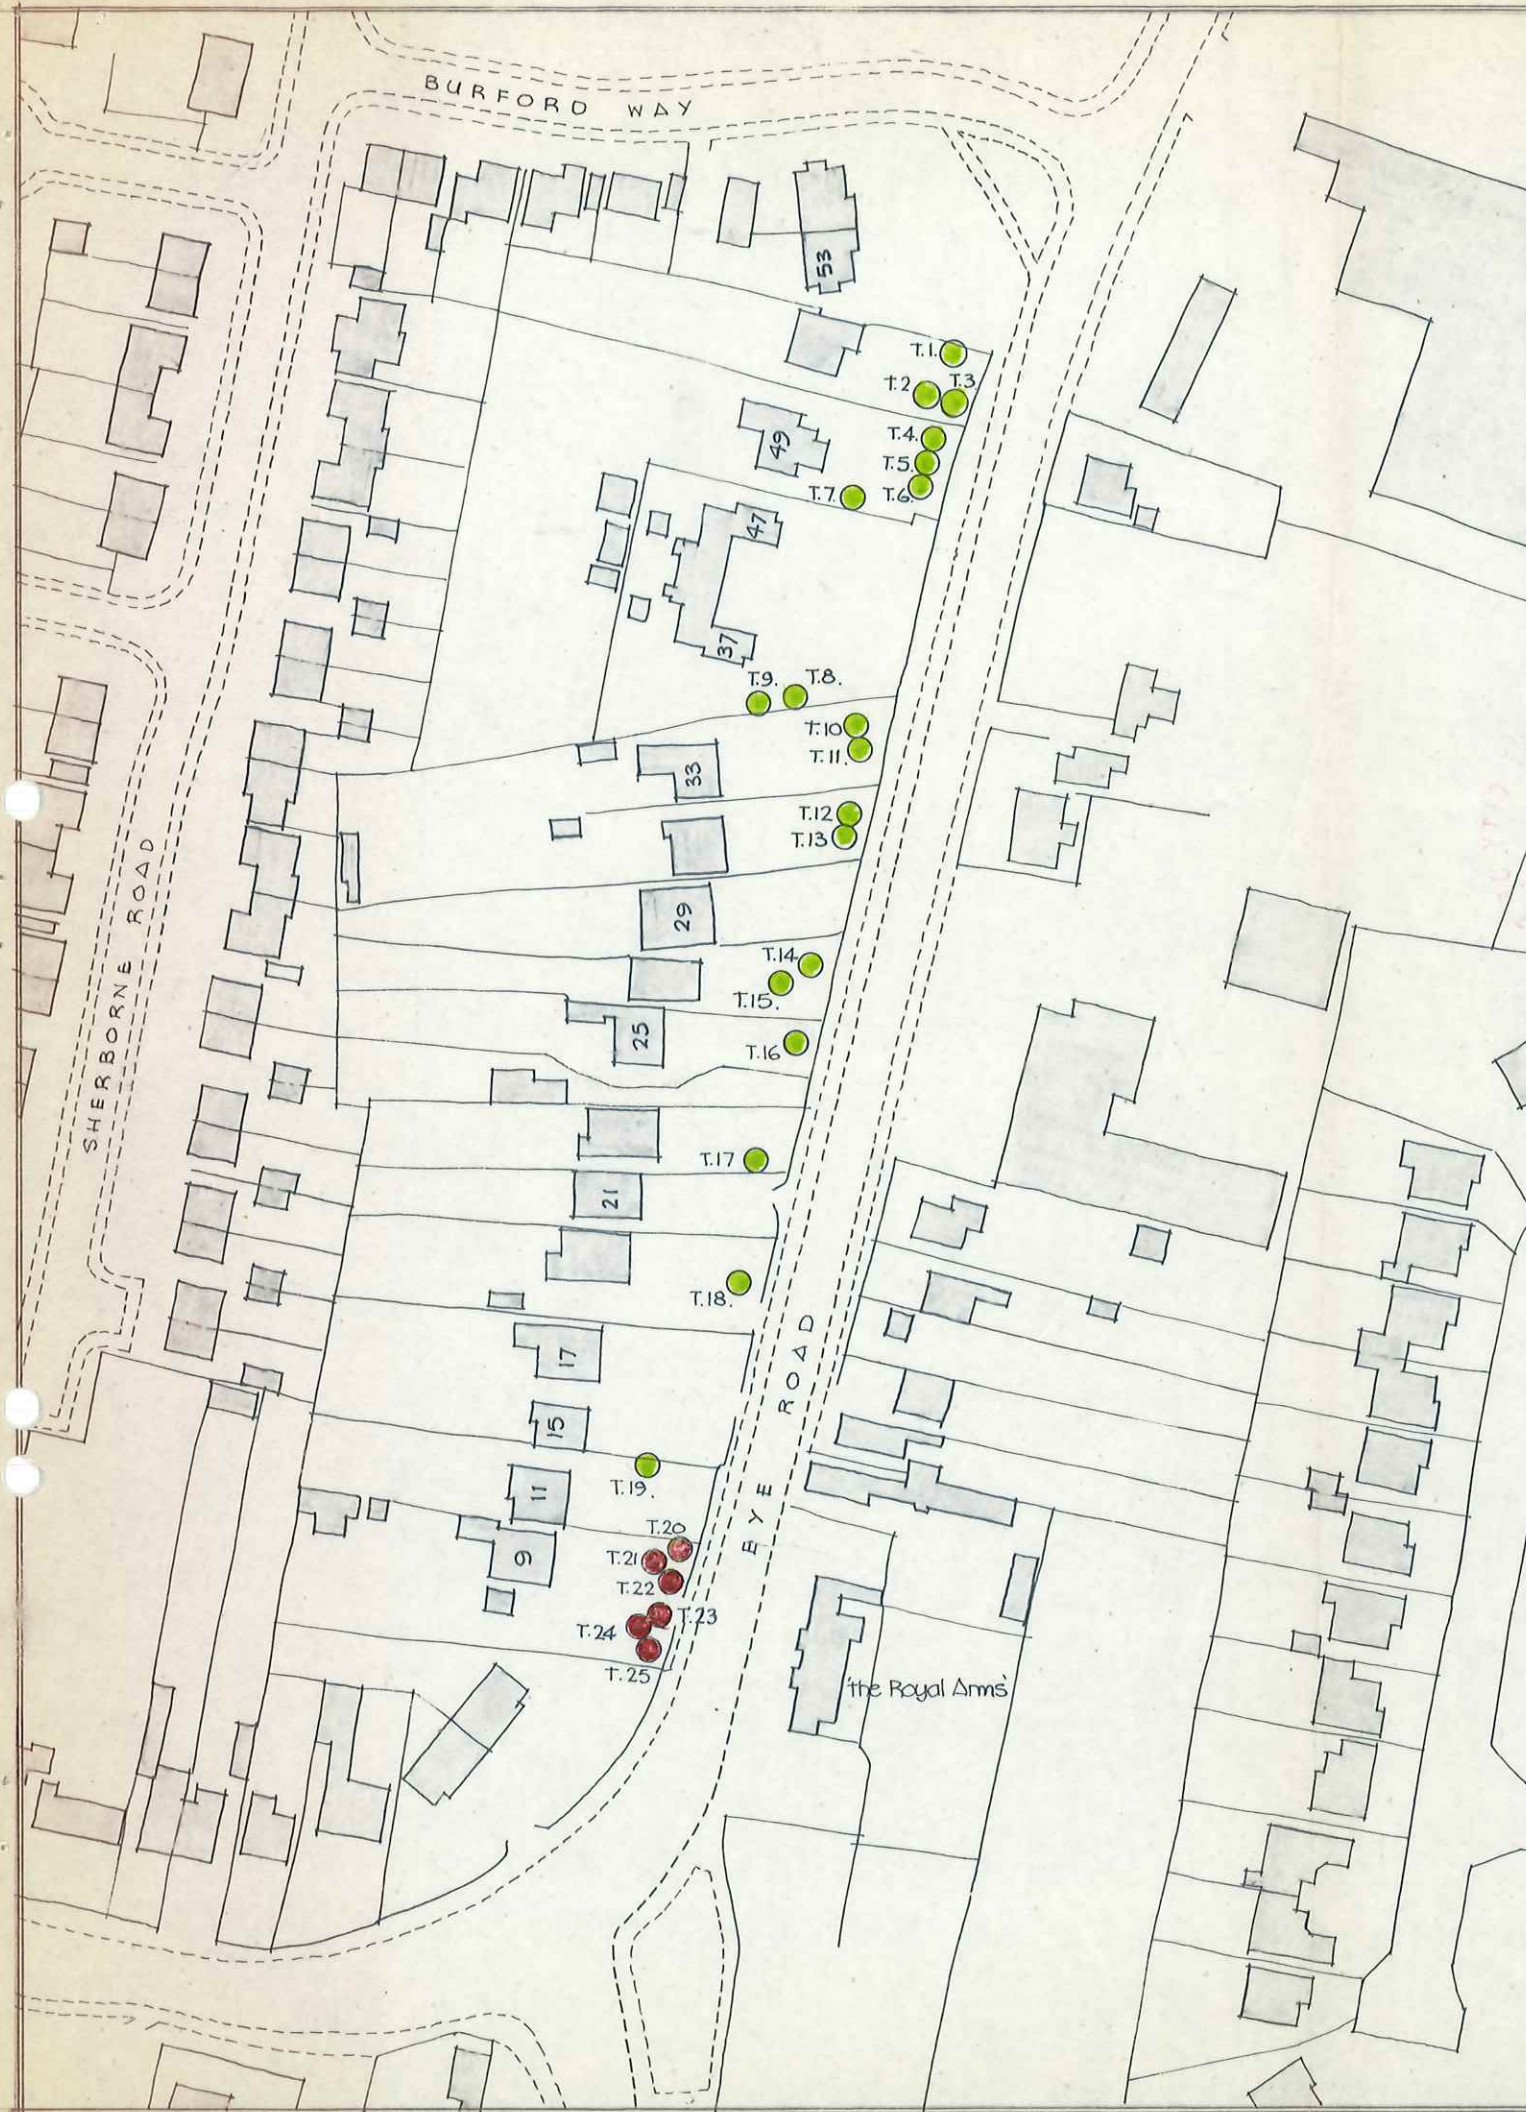 BURFORD WAY
53
T.1.
T.2
T.3
T.4.
49
T.5.
T.6.
T.7.
47
37
T.9.
T.8.
T.10
T.11.
33
T.12
T.13
SHERBORNE ROAD
29
T.14
T.15.
25
T.16
T.17
21
T.18.
17
EYE ROAD
15
T.19.
11
T.20
9
T.21
T.22
T.23
T.24
T.25
'the Royal Arms'